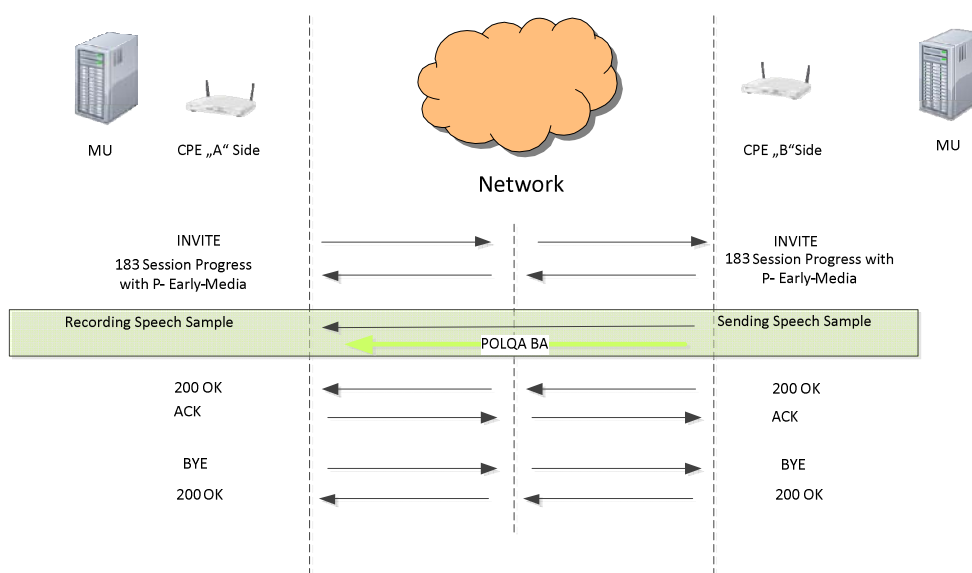 MU
CPE „A“ Side
CPE „B“Side
MU
Network
INVITE
INVITE
183 Session Progress
with P- Early-Media
183 Session Progress with
P- Early-Media
Recording Speech Sample
Sending Speech Sample
POLQA BA
200 OK
200 OK
ACK
ACK
BYE
BYE
200 OK
200 OK